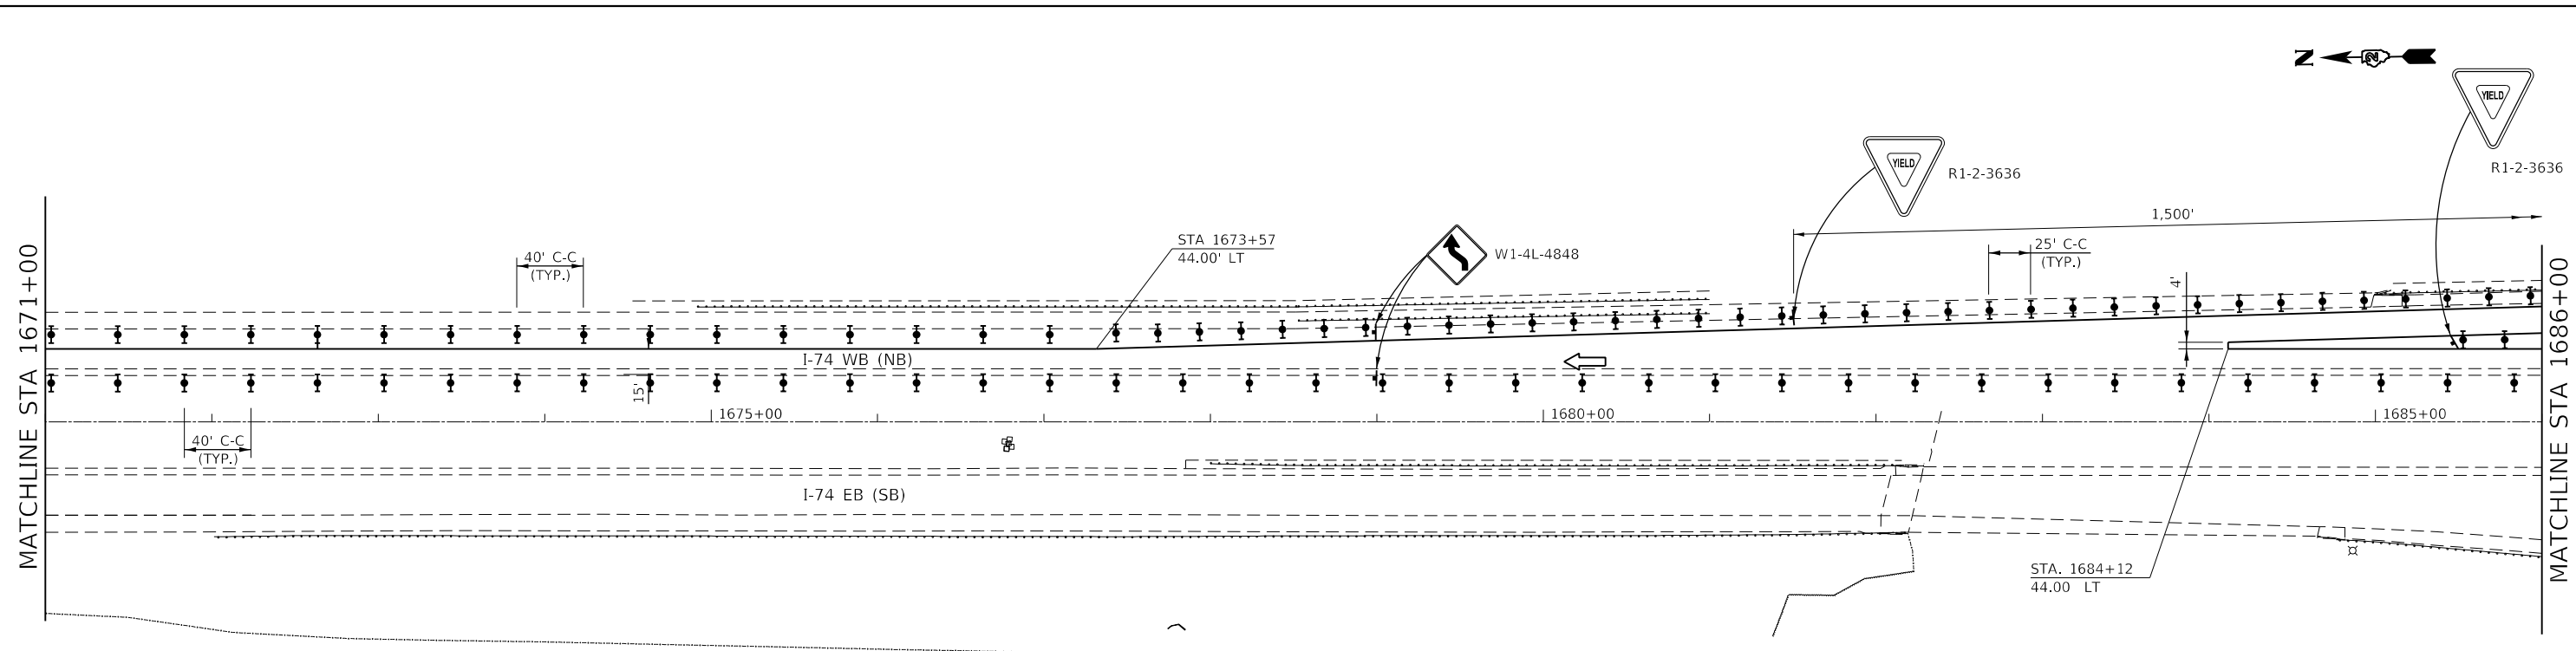 N
2
YIELD
R1-2-3636
YIELD
R1-2-3636
1,500'
STA 1673+57
44.00' LT
W1-4L-4848
40' C-C
(TYP.)
25' C-C
(TYP.)
4'
MATCHLINE STA 1671+00
MATCHLINE STA 1686+00
I-74 WB (NB)
15'
1675+00
1680+00
1685+00
40' C-C
(TYP.)
I-74 EB (SB)
STA. 1684+12
44.00 LT